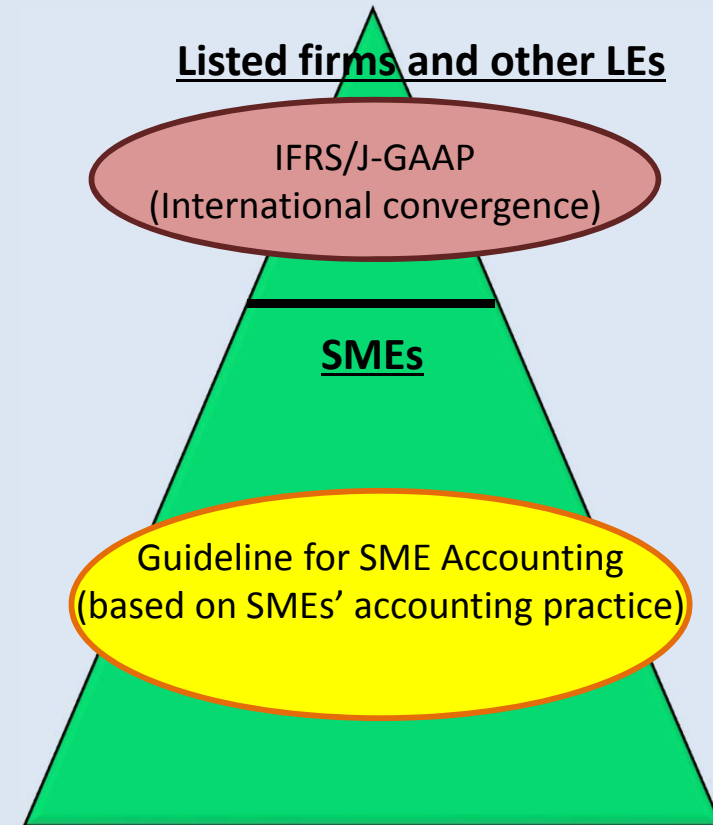 Listed firms and other LEs
IFRS/J-GAAP
(International convergence)
SMEs
Guideline for SME Accounting
(based on SMEs’ accounting practice)